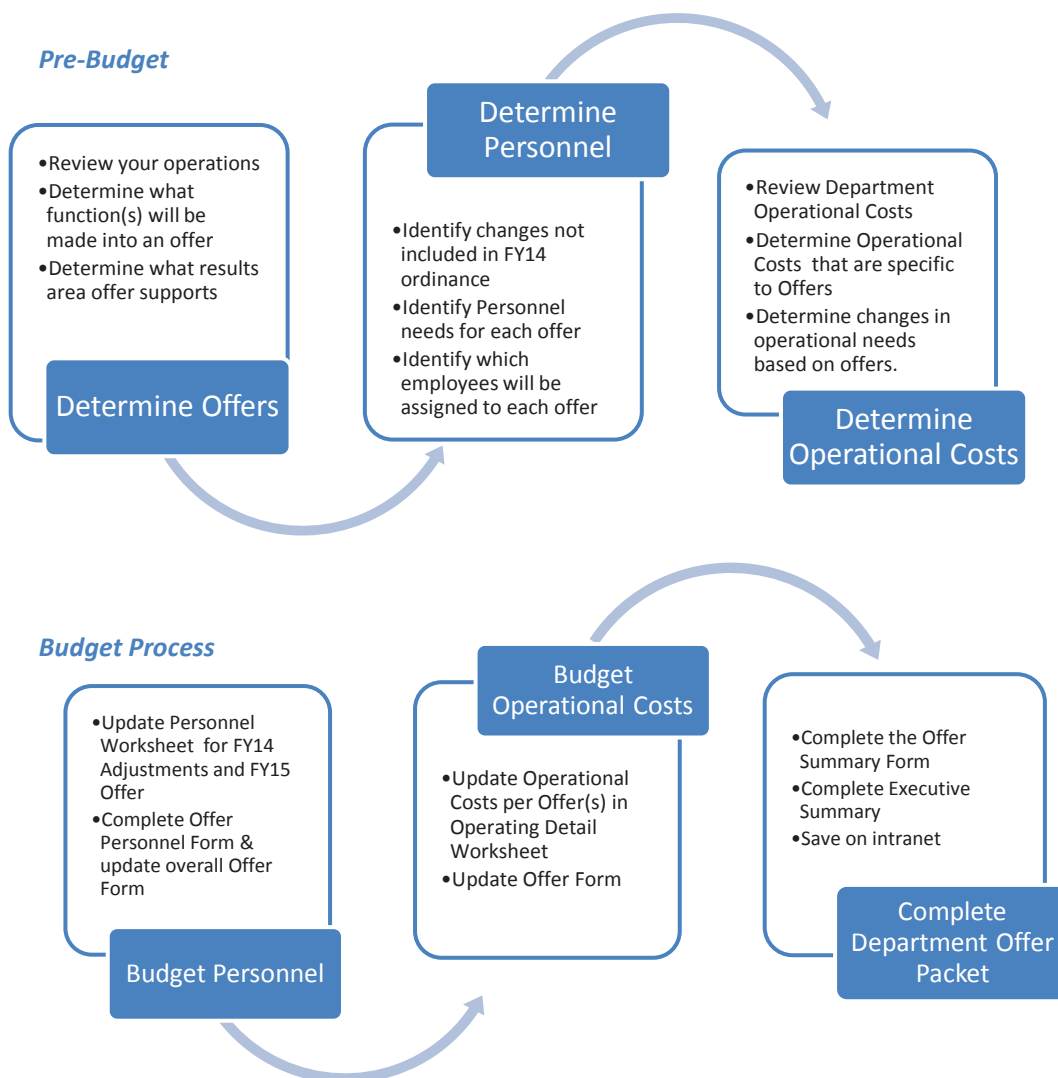 Pre-Budget
•Review your operations
•Determine what
function(s) will be
made into an offer
•Determine what results
area offer supports
Determine Offers
Determine
Personnel
•Identify changes not
included in FY14
ordinance
•Identify Personnel
needs for each offer
•Identify which
employees will be
assigned to each offer
•Review Department
Operational Costs
•Determine Operational
Costs that are specific
to Offers
•Determine changes in
operational needs
based on offers.
Determine
Operational Costs
Budget Process
•Update Personnel
Worksheet for FY14
Adjustments and FY15
Offer
•Complete Offer
Personnel Form &
update overall Offer
Form
Budget Personnel
Budget
Operational Costs
•Update Operational
Costs per Offer(s) in
Operating Detail
Worksheet
•Update Offer Form
•Complete the Offer
Summary Form
•Complete Executive
Summary
•Save on intranet
Complete
Department Offer
Packet